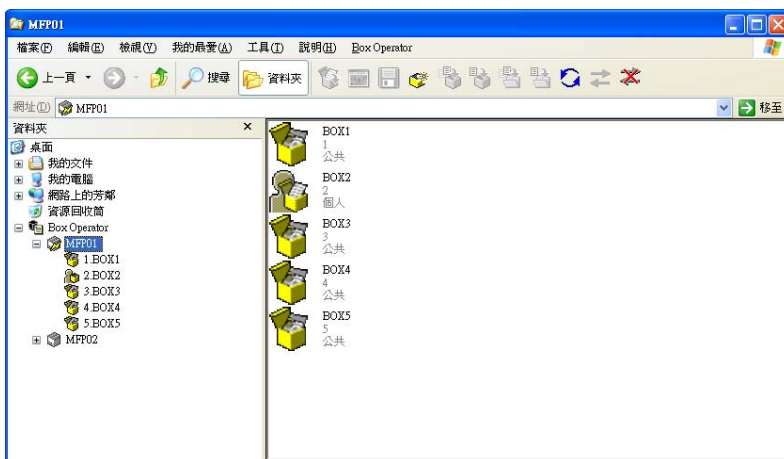 MFP01
檔案(F) 編輯(E) 檢視(V) 我的最愛(A) 工具(T) 說明(H) Box Operator
上一頁 搜尋 資料夾
網址(D) MFP01 移至
資料夾 ×
桌面
我的文件
我的電腦
網路上的芳鄰
資源回收筒
Box Operator
MFP01
1.BOX1
2.BOX2
3.BOX3
4.BOX4
5.BOX5
MFP02
BOX1
1
公共
BOX2
2
個人
BOX3
3
公共
BOX4
4
公共
BOX5
5
公共